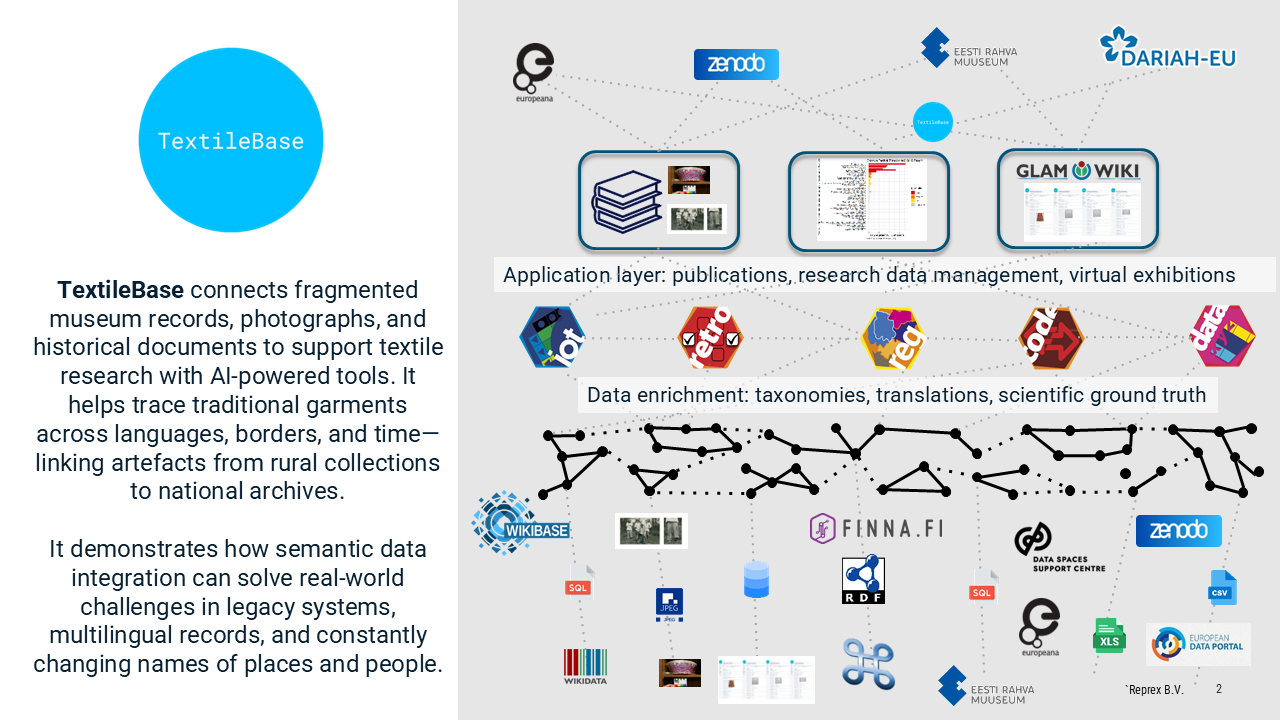 TextileBase
TextileBase connects fragmented
museum records, photographs, and
historical documents to support textile
research with AI-powered tools. It
helps trace traditional garments
across languages, borders, and time—
linking artefacts from rural collections
to national archives.
It demonstrates how semantic data
integration can solve real-world
challenges in legacy systems,
multilingual records, and constantly
changing names of places and people.
europeana
zenodo
EESTI RAHVA
MUUSEUM
DARIAH-EU
TextileBase
GLAM WIKI
Application layer: publications, research data management, virtual exhibitions
iot
retro
reg
code
data
Data enrichment: taxonomies, translations, scientific ground truth
WIKIBASE
FINNA.FI
DATA SPACES
SUPPORT CENTRE
zenodo
SQL
JPEG
JPEG
RDF
SQL
CSV
europeana
XLS
EUROPEAN
DATA PORTAL
WIKIDATA
EESTI RAHVA
MUUSEUM
`Reprex B.V.
2